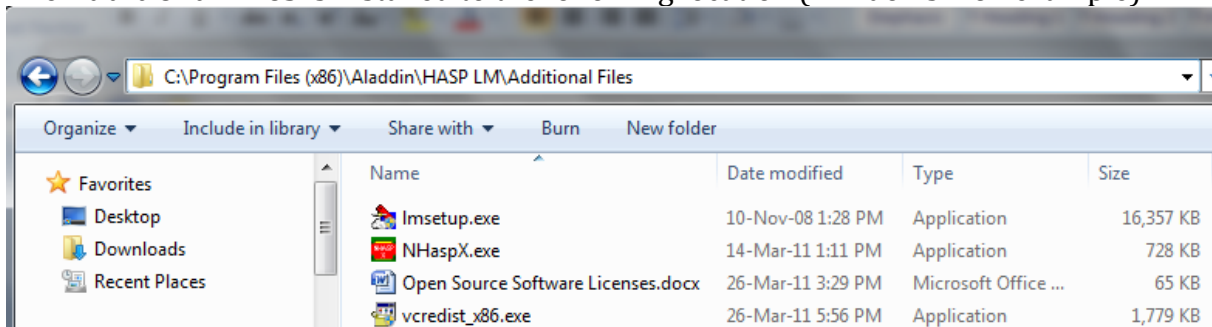 C:\Program Files (x86)\Aladdin\HASP LM\Additional Files
Organize Include in library Share with Burn New folder
Favorites
Desktop
Downloads
Recent Places
Name Date modified Type Size
lmsetup.exe 10-Nov-08 1:28 PM Application 16,357 KB
NHaspX.exe 14-Mar-11 1:11 PM Application 728 KB
Open Source Software Licenses.docx 26-Mar-11 3:29 PM Microsoft Office ... 65 KB
vcredist_x86.exe 26-Mar-11 5:56 PM Application 1,779 KB